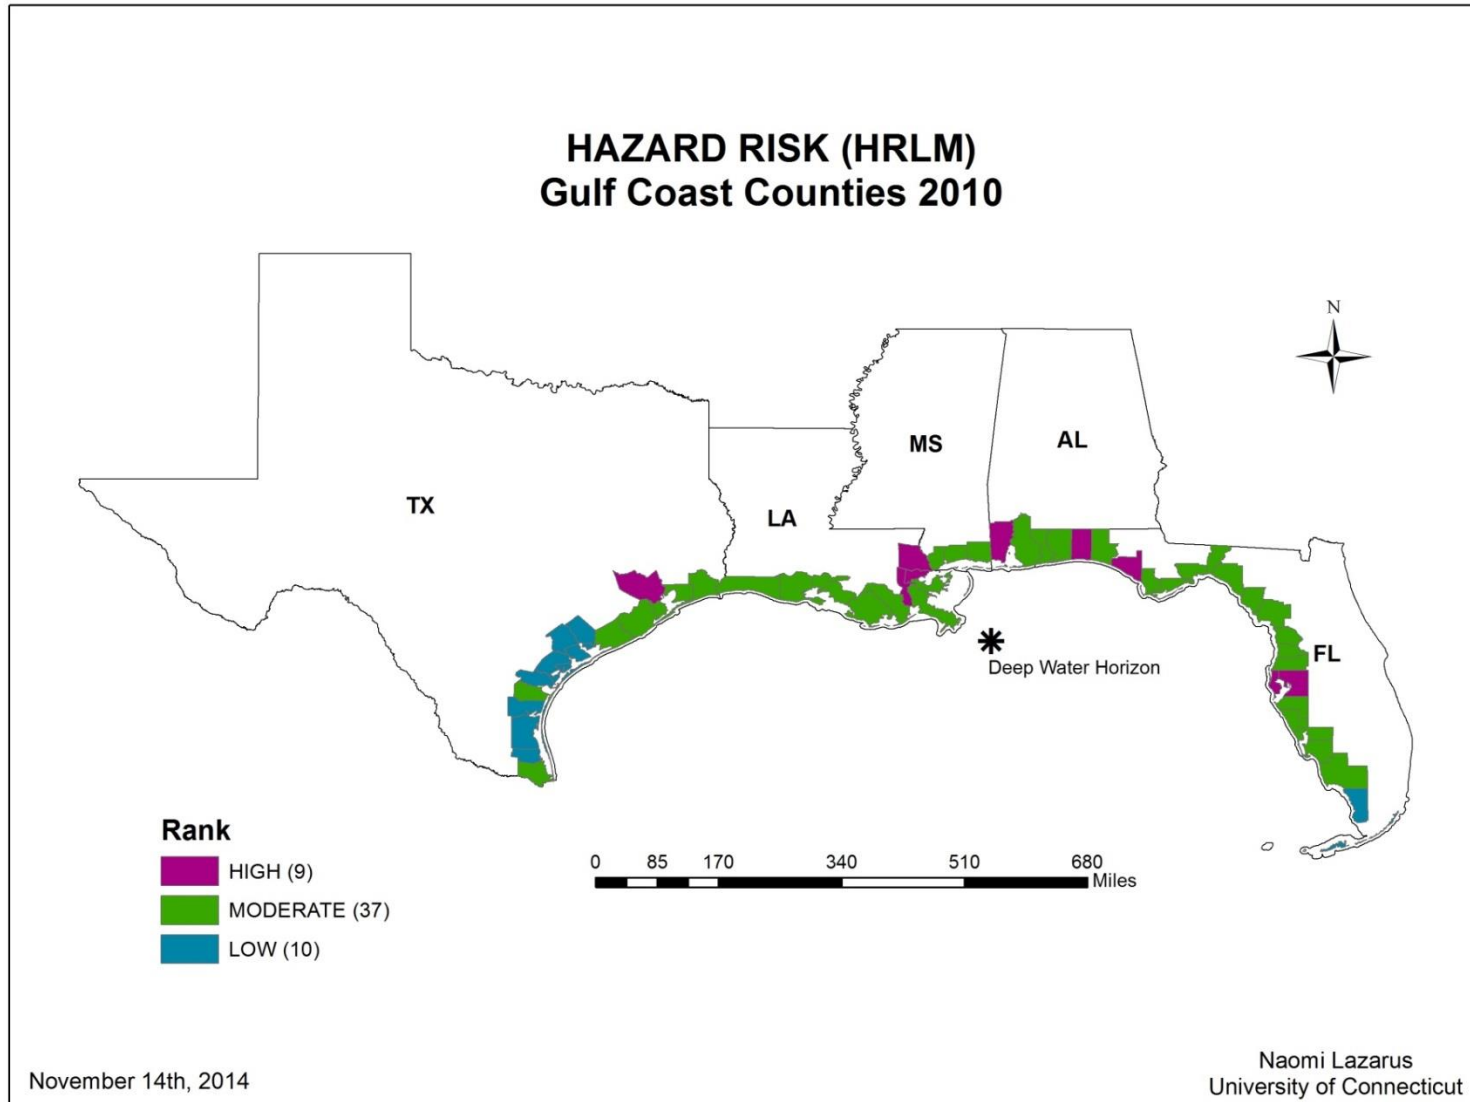 HAZARD RISK (HRLM)
Gulf Coast Counties 2010
N
MS
AL
TX
LA
FL
Deep Water Horizon
Rank
HIGH (9)
MODERATE (37)
LOW (10)
0 85 170 340 510 680
Miles
November 14th, 2014
Naomi Lazarus
University of Connecticut